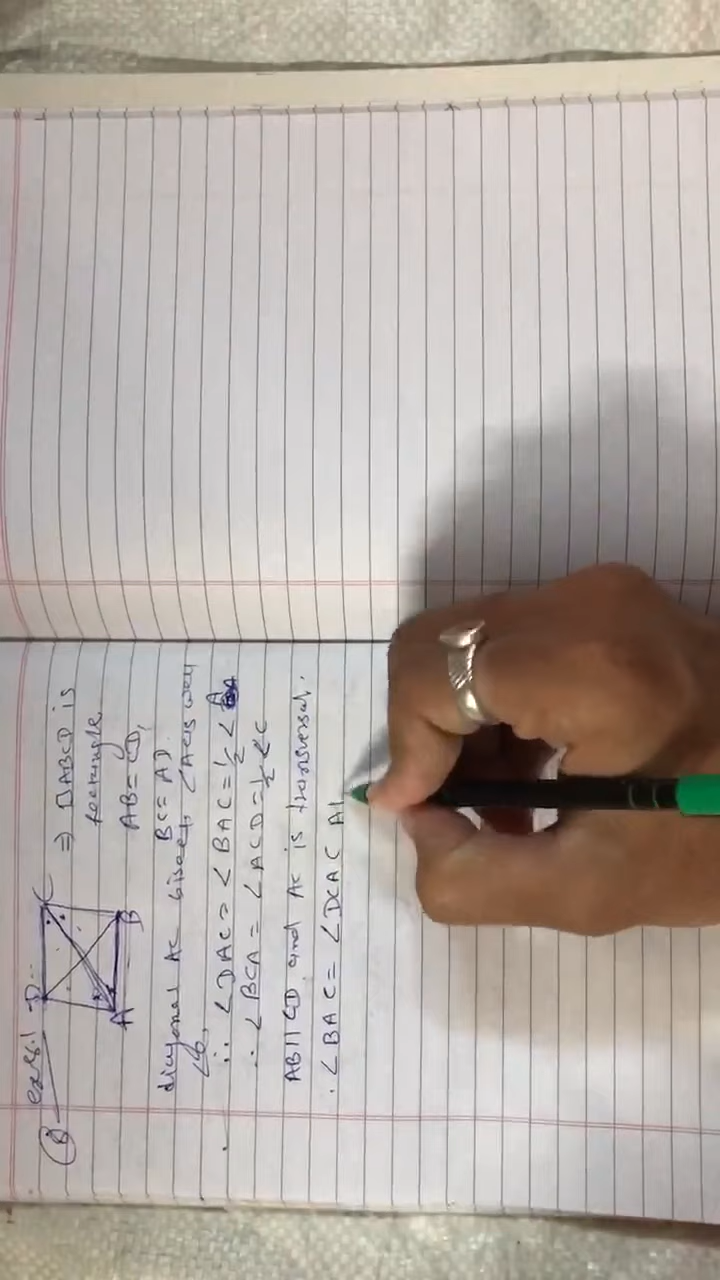 ⑧ ex 8.1
D C
A B
⇒ □ABCD is
rectangle
AB = CD,
BC = AD
diagonal AC bisects ∠A as well
∠C.
∴ ∠DAC = ∠BAC = ½ ∠A
∴ ∠BCA = ∠ACD = ½ ∠C
AB ∥ CD and AC is transversal.
∴ ∠BAC = ∠DCA C Al